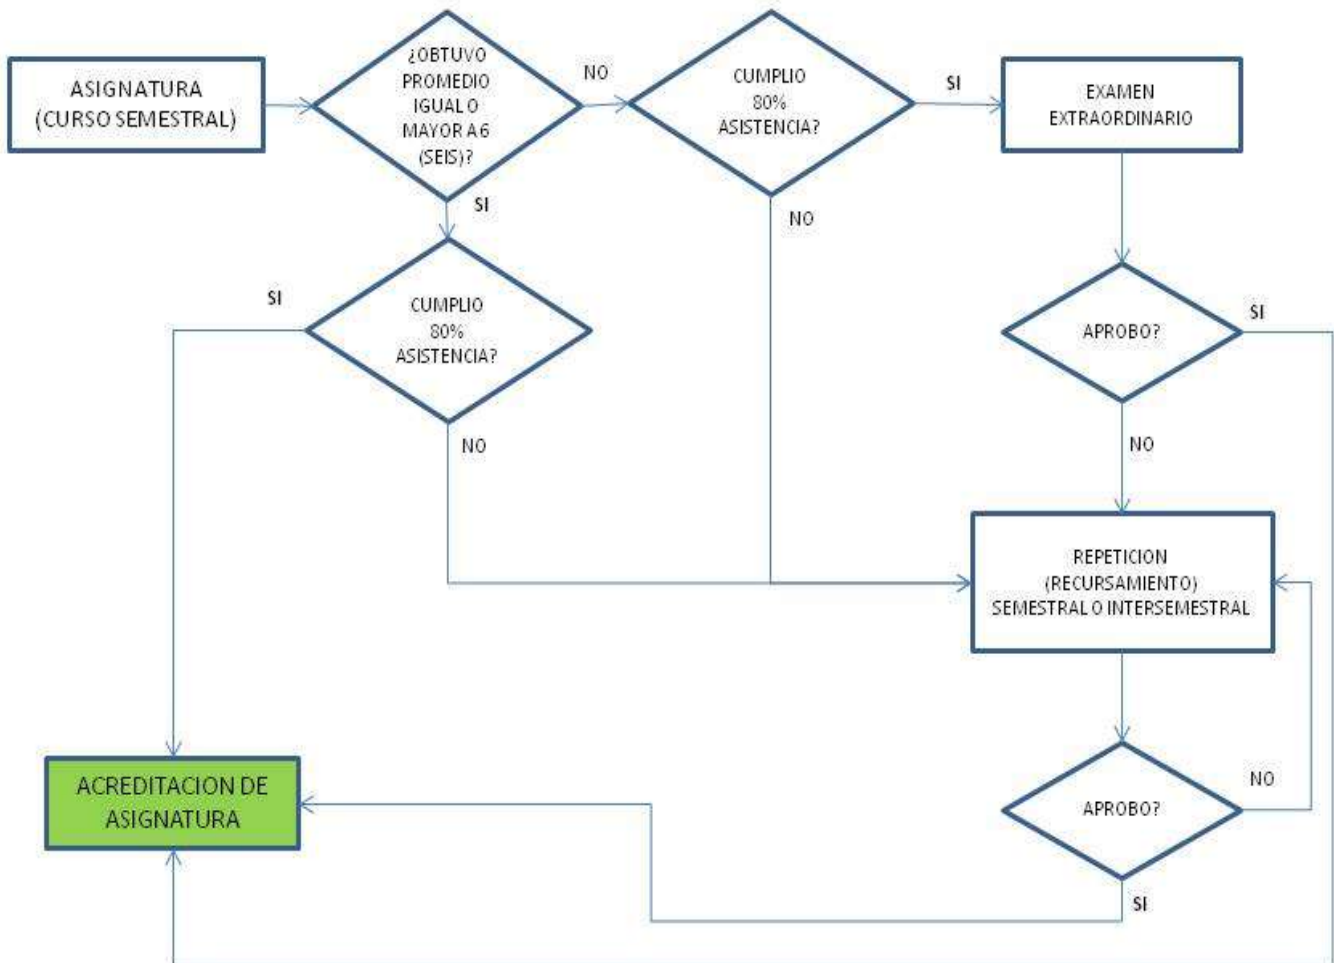 ASIGNATURA
(CURSO SEMESTRAL)
¿OBTUVO
PROMEDIO
IGUAL O
MAYOR A 6
(SEIS)?
NO
CUMPLIO
80%
ASISTENCIA?
SI
EXAMEN
EXTRAORDINARIO
SI
NO
SI
CUMPLIO
80%
ASISTENCIA?
APROBO?
SI
NO
NO
REPETICION
(RECURSAMIENTO)
SEMESTRAL O INTERSEMESTRAL
ACREDITACION DE
ASIGNATURA
APROBO?
NO
SI